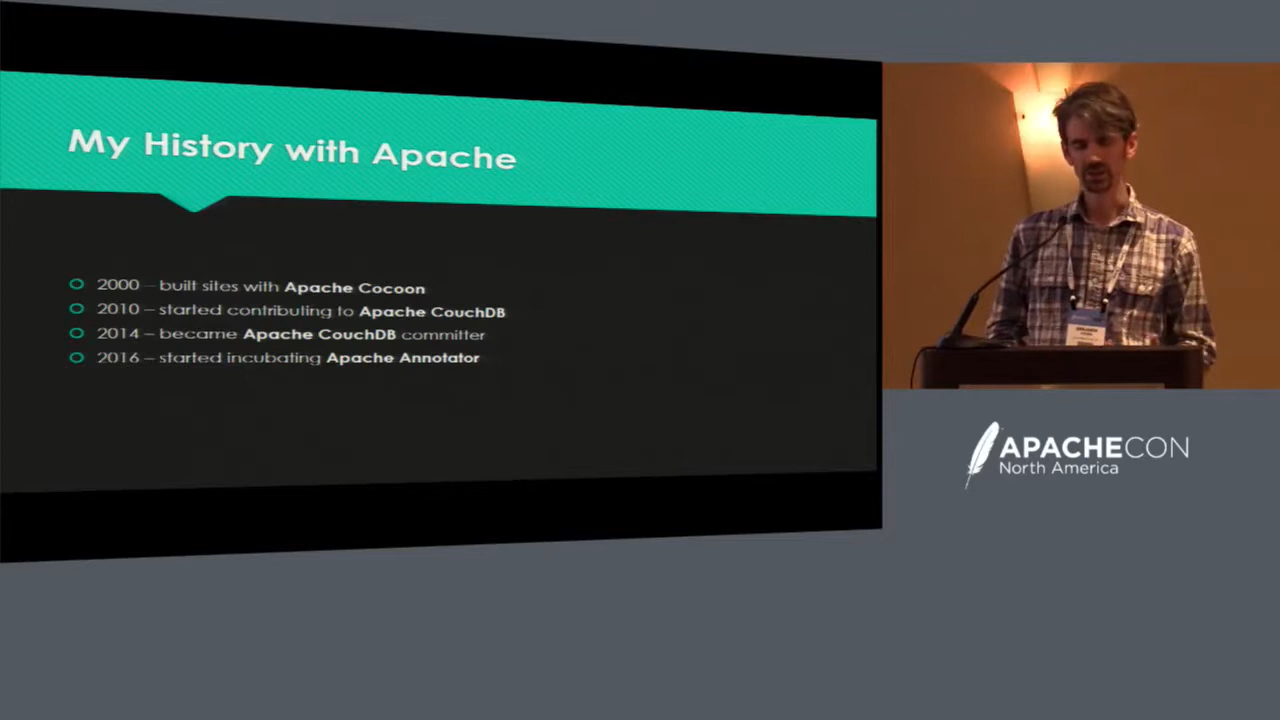 My History with Apache
2000 – built sites with Apache Cocoon
2010 – started contributing to Apache CouchDB
2014 – became Apache CouchDB committer
2016 – started incubating Apache Annotator
APACHECON
North America